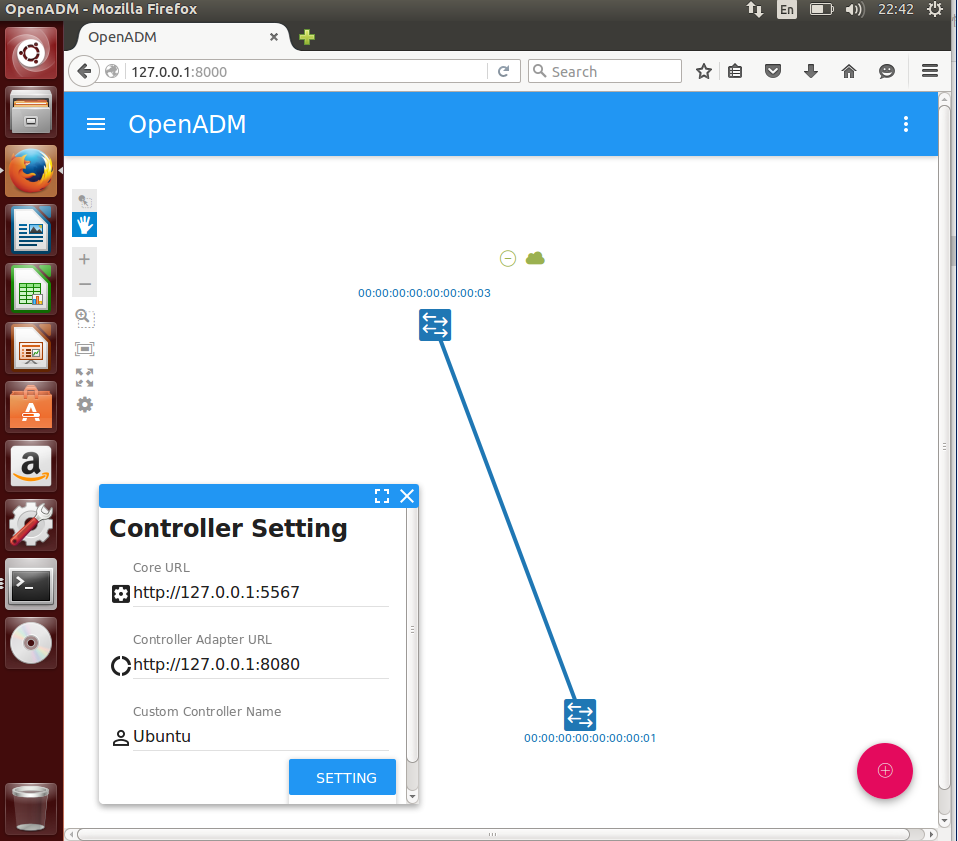 OpenADM - Mozilla Firefox
En
22:42
OpenADM
127.0.0.1:8000
Search
OpenADM
00:00:00:00:00:00:00:03
Controller Setting
Core URL
http://127.0.0.1:5567
Controller Adapter URL
http://127.0.0.1:8080
Custom Controller Name
Ubuntu
SETTING
00:00:00:00:00:00:00:01